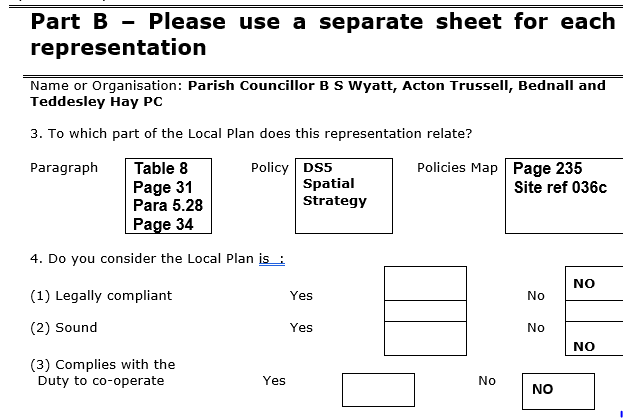 Part B – Please use a separate sheet for each
representation
Name or Organisation: Parish Councillor B S Wyatt, Acton Trussell, Bednall and
Teddesley Hay PC
3. To which part of the Local Plan does this representation relate?
Paragraph
Table 8
Page 31
Para 5.28
Page 34
Policy
DS5
Spatial
Strategy
Policies Map
Page 235
Site ref 036c
4. Do you consider the Local Plan is :
(1) Legally compliant Yes No NO
(2) Sound Yes No NO
(3) Complies with the
Duty to co-operate Yes No NO